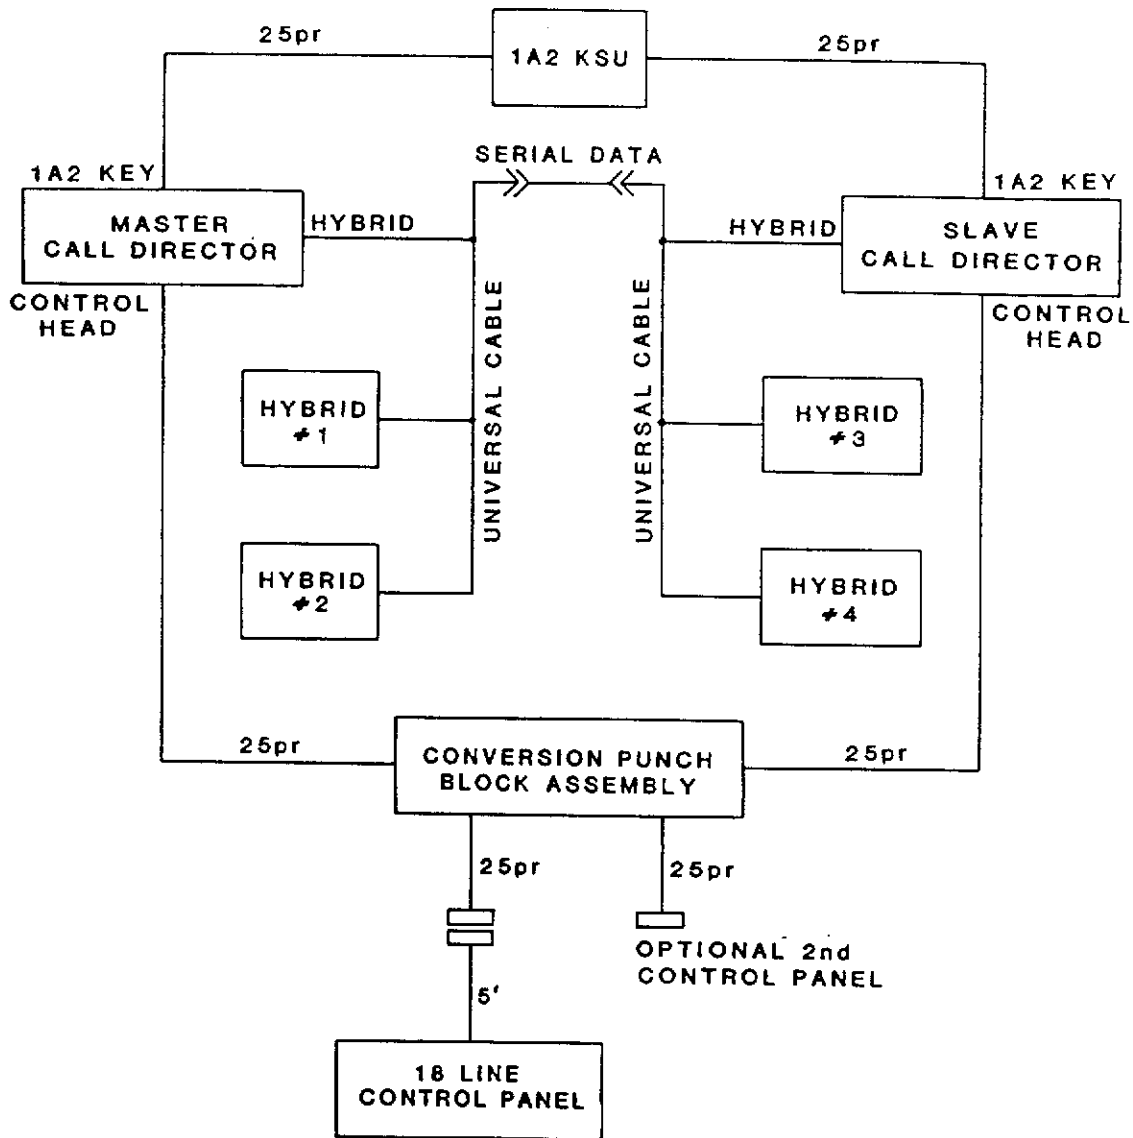 25pr
1A2 KSU
25pr
SERIAL DATA
1A2 KEY
1A2 KEY
MASTER
CALL DIRECTOR
HYBRID
HYBRID
SLAVE
CALL DIRECTOR
CONTROL
HEAD
CONTROL
HEAD
UNIVERSAL CABLE
UNIVERSAL CABLE
HYBRID
#1
HYBRID
#3
HYBRID
#2
HYBRID
#4
25pr
CONVERSION PUNCH
BLOCK ASSEMBLY
25pr
25pr
25pr
OPTIONAL 2nd
CONTROL PANEL
5'
18 LINE
CONTROL PANEL